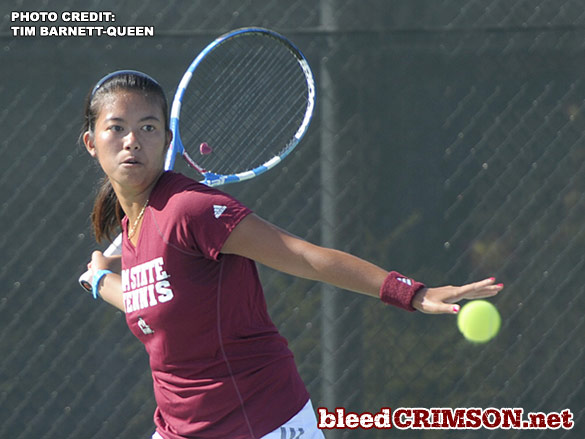 PHOTO CREDIT:
TIM BARNETT-QUEEN
STATE
TENNIS
bleedCRIMSON.net